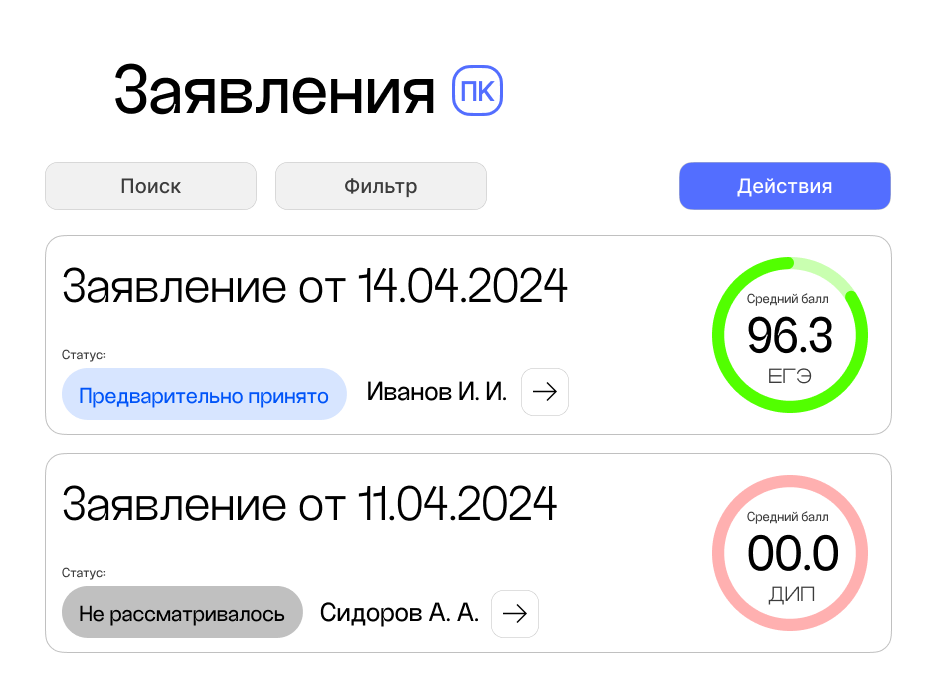 Заявления ПК
Поиск Фильтр Действия
Заявление от 14.04.2024
Средний балл
96.3
ЕГЭ
Статус:
Предварительно принято Иванов И. И. →
Заявление от 11.04.2024
Средний балл
00.0
ДИП
Статус:
Не рассматривалось Сидоров А. А. →